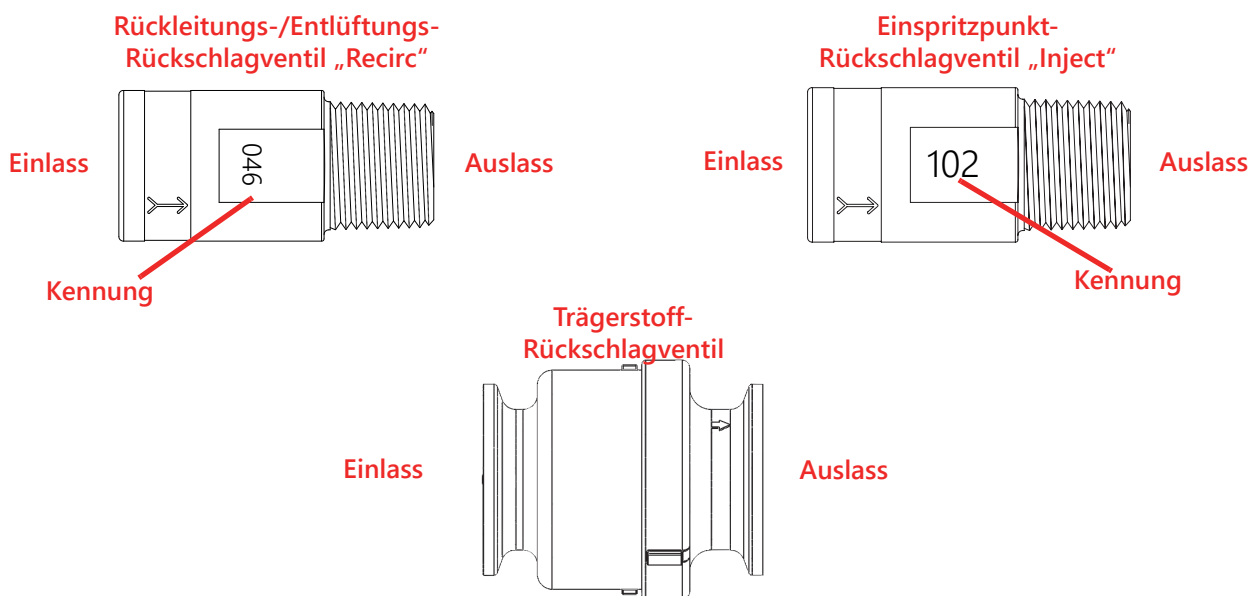 Rückleitungs-/Entlüftungs-
Rückschlagventil „Recirc“
Einlass
046
Auslass
Kennung
Einspritzpunkt-
Rückschlagventil „Inject“
Einlass
102
Auslass
Kennung
Trägerstoff-
Rückschlagventil
Einlass
Auslass